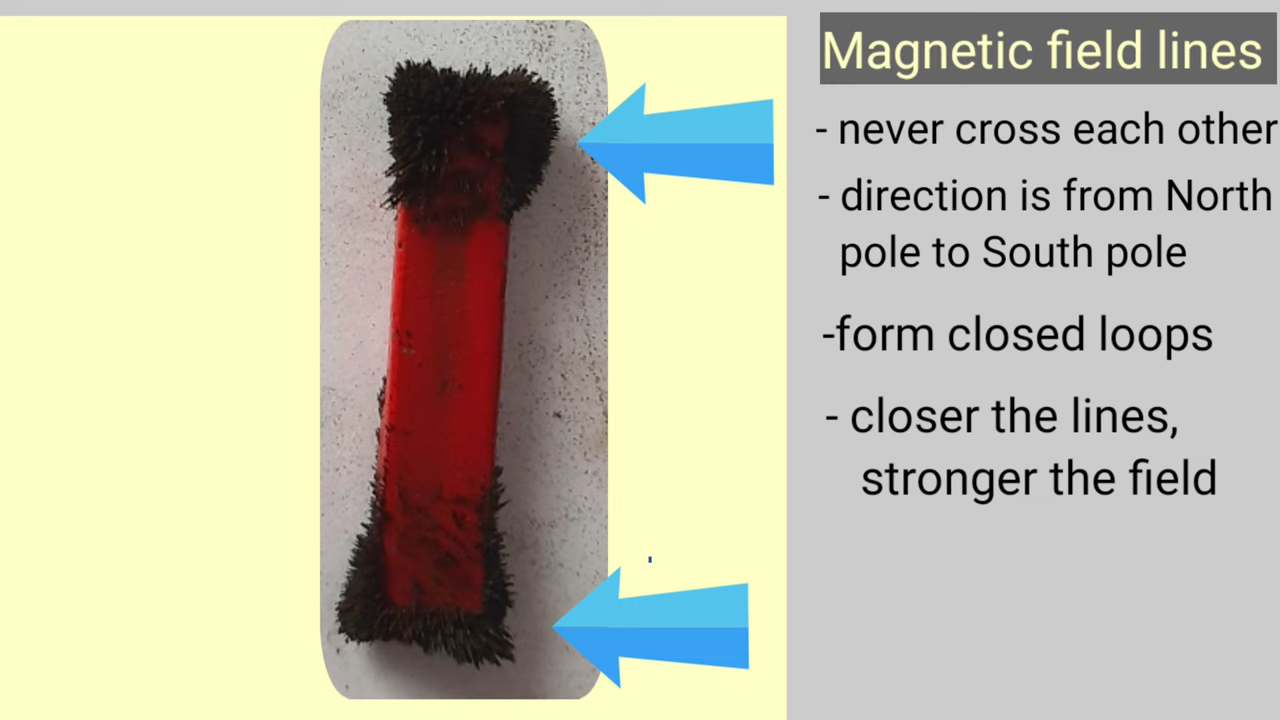 Magnetic field lines
- never cross each other
- direction is from North
pole to South pole
-form closed loops
- closer the lines,
stronger the field